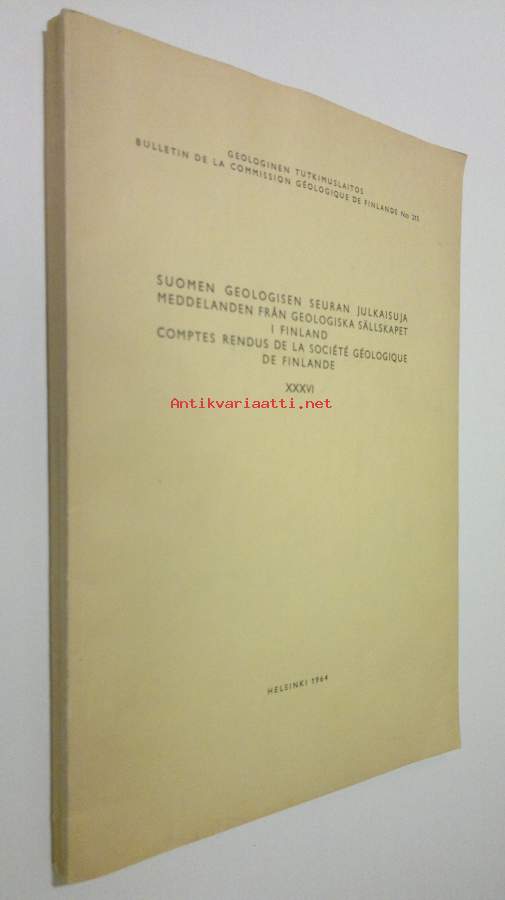 GEOLOGINEN TUTKIMUSLAITOS
BULLETIN DE LA COMMISSION GÉOLOGIQUE DE FINLANDE N:o
SUOMEN GEOLOGISEN SEURAN JULKAISUJA
MEDDELANDEN FRÅN GEOLOGISKA SÄLLSKAPET
I FINLAND
COMPTES RENDUS DE LA SOCIÉTÉ GÉOLOGIQUE
DE FINLANDE
XXXVI
Antikvariaatti.net
HELSINKI 1964